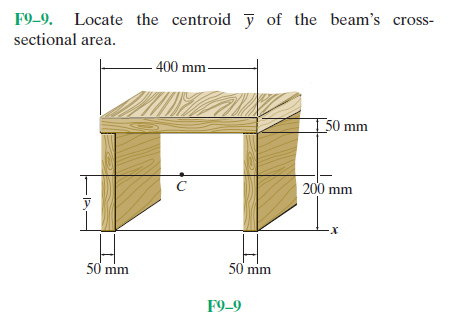 F9–9. Locate the centroid y̅ of the beam's cross-
sectional area.
400 mm
50 mm
C
200 mm
y̅
x
50 mm
50 mm
F9–9